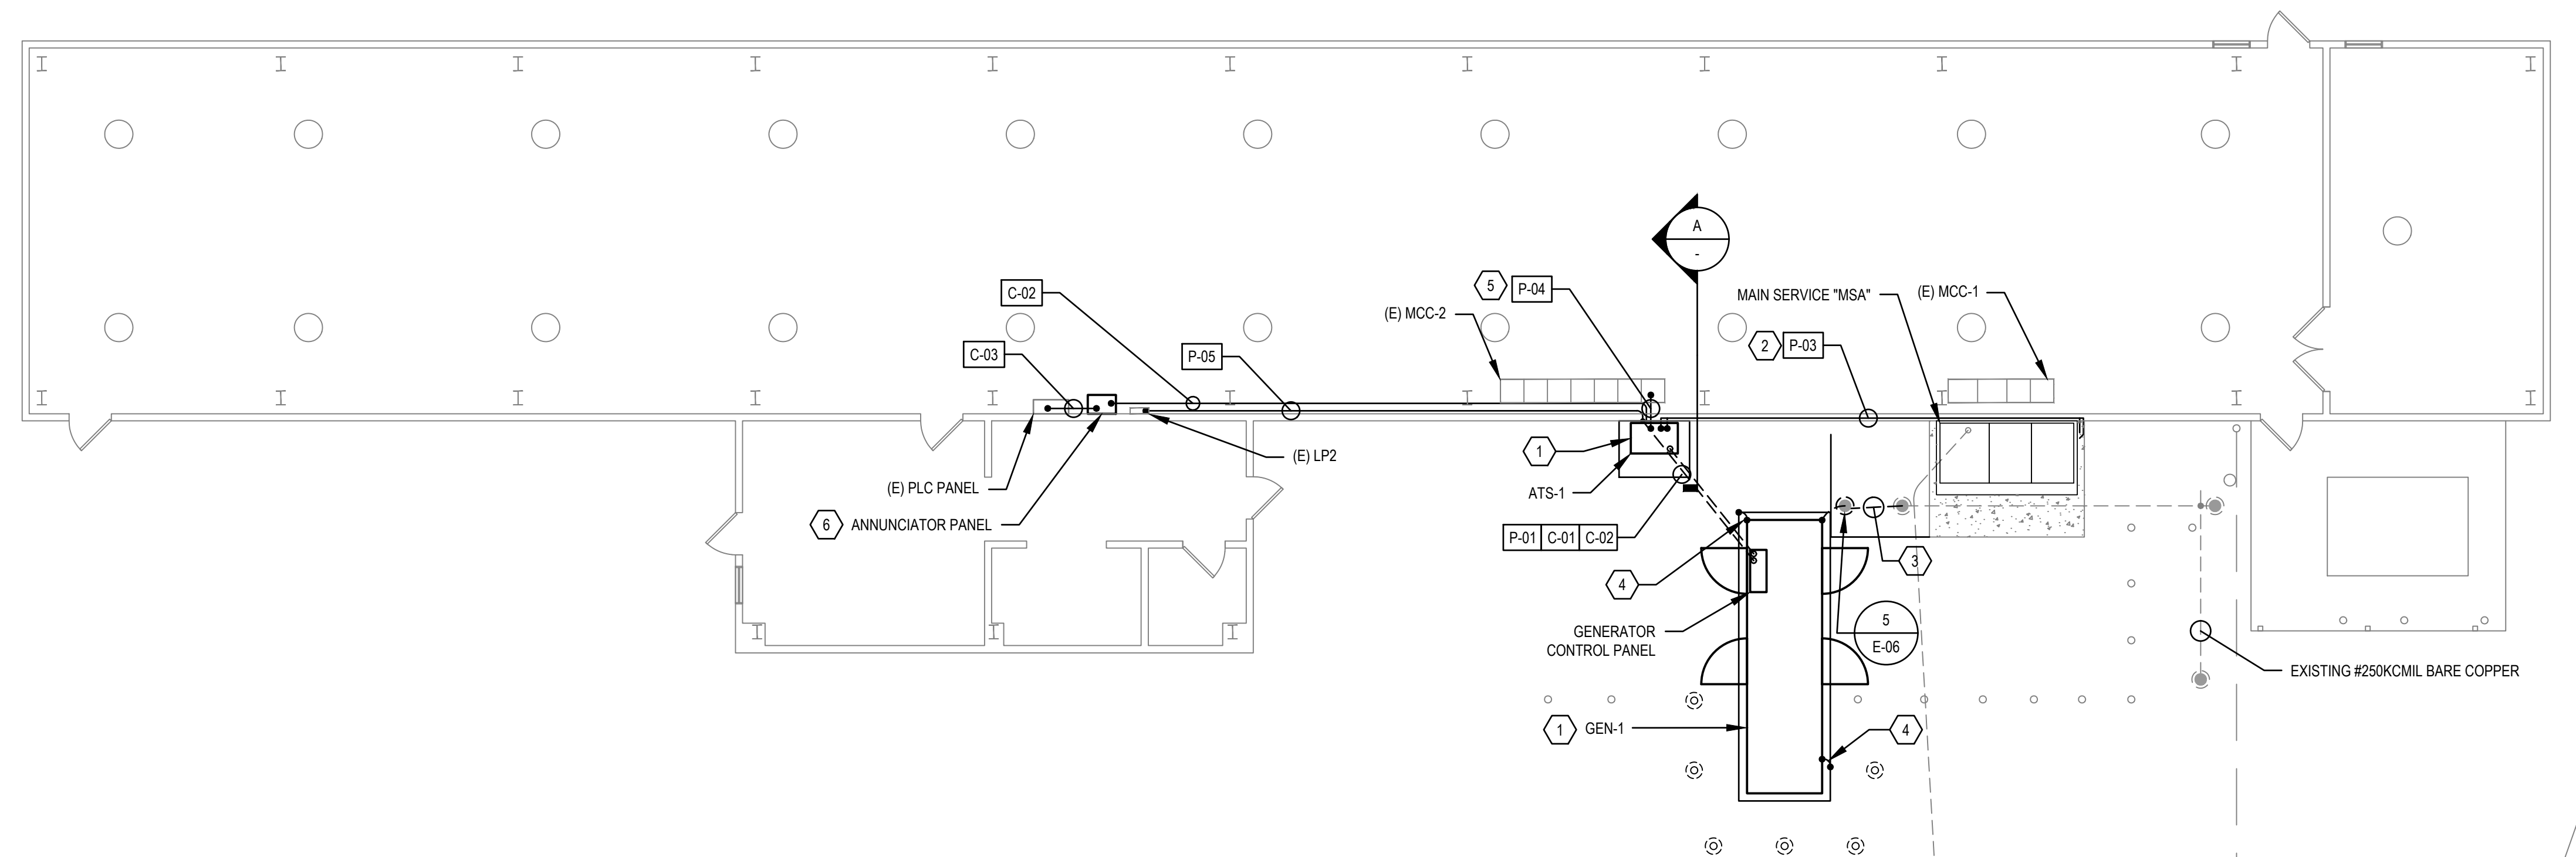 A
-
C-02
5
P-04
MAIN SERVICE "MSA"
(E) MCC-1
(E) MCC-2
C-03
P-05
2
P-03
1
(E) LP2
(E) PLC PANEL
ATS-1
6
ANNUNCIATOR PANEL
P-01
C-01
C-02
3
4
5
E-06
GENERATOR
CONTROL PANEL
EXISTING #250KCMIL BARE COPPER
1
GEN-1
4